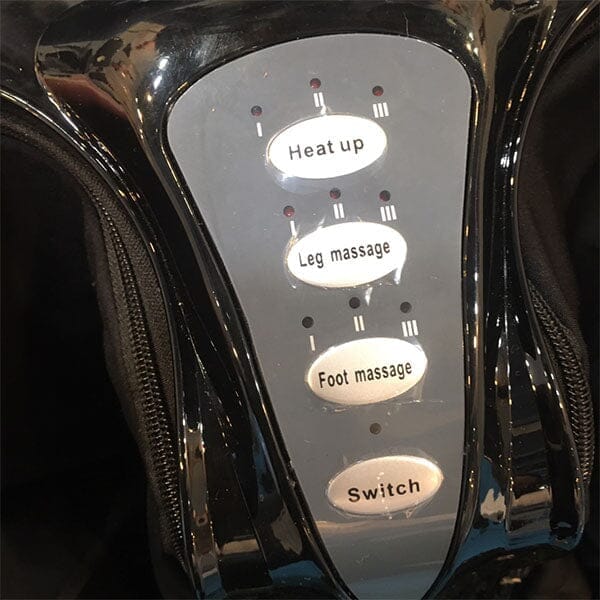 I II III
Heat up
I II III
Leg massage
I II III
Foot massage
Switch